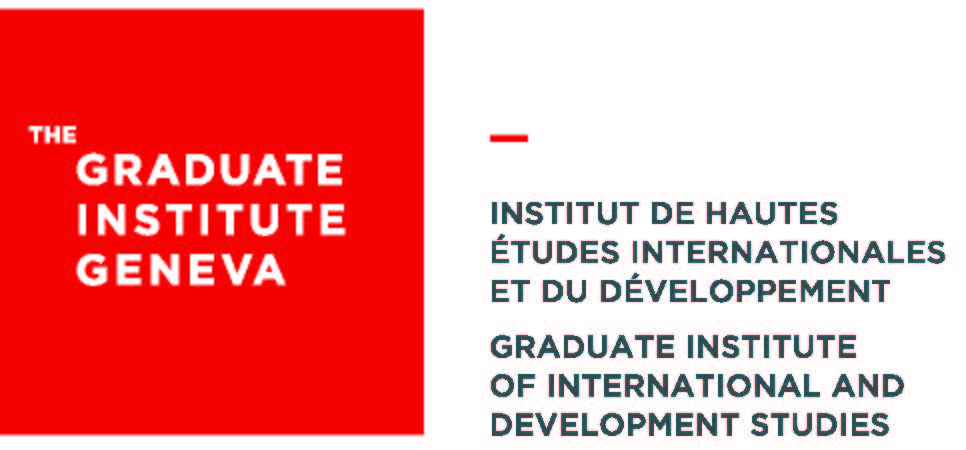 THE
GRADUATE
INSTITUTE
GENEVA
INSTITUT DE HAUTES
ÉTUDES INTERNATIONALES
ET DU DÉVELOPPEMENT
GRADUATE INSTITUTE
OF INTERNATIONAL AND
DEVELOPMENT STUDIES